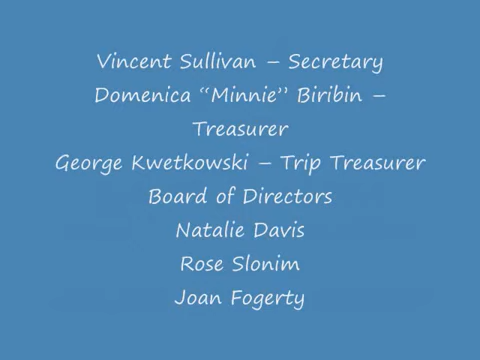 Vincent Sullivan – Secretary
Domenica “Minnie” Biribin –
Treasurer
George Kwetkowski – Trip Treasurer
Board of Directors
Natalie Davis
Rose Slonim
Joan Fogerty